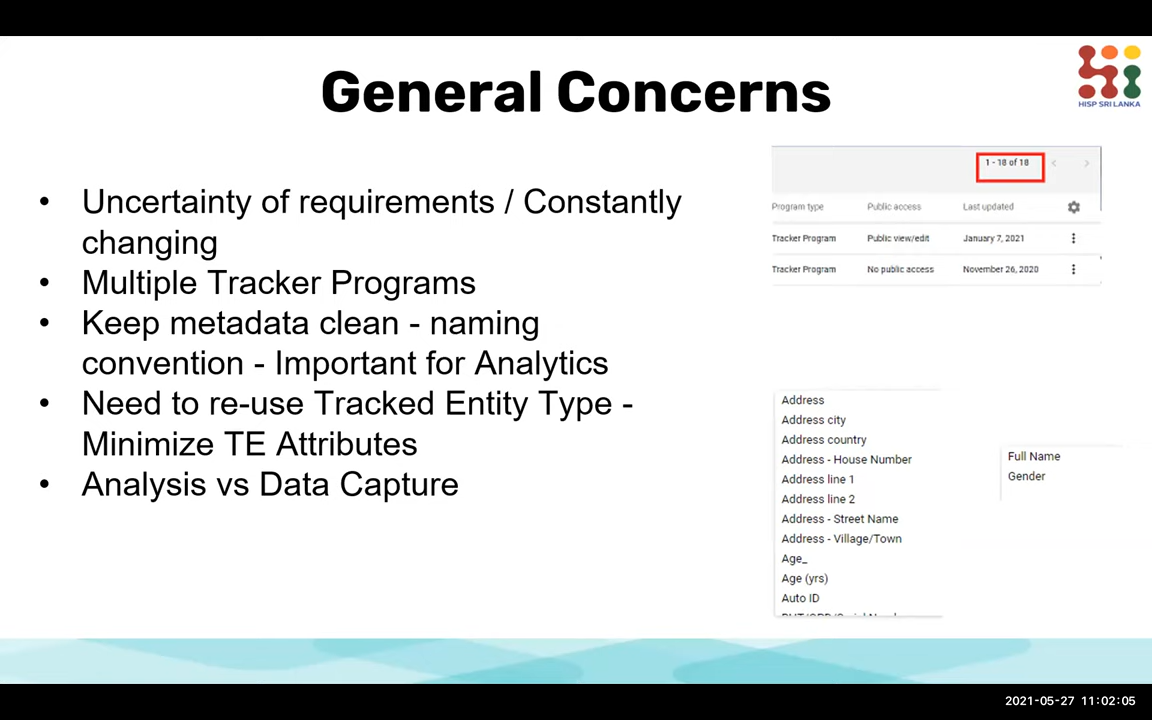 General Concerns
HISP SRI LANKA
• Uncertainty of requirements / Constantly
changing
• Multiple Tracker Programs
• Keep metadata clean - naming
convention - Important for Analytics
• Need to re-use Tracked Entity Type -
Minimize TE Attributes
• Analysis vs Data Capture
1 - 18 of 18
Program type Public access Last updated
Tracker Program Public view/edit January 7, 2021
Tracker Program No public access November 26, 2020
Address
Address city
Address country
Address - House Number
Address line 1
Address line 2
Address - Street Name
Address - Village/Town
Age_
Age (yrs)
Auto ID
Full Name
Gender
2021-05-27 11:02:05